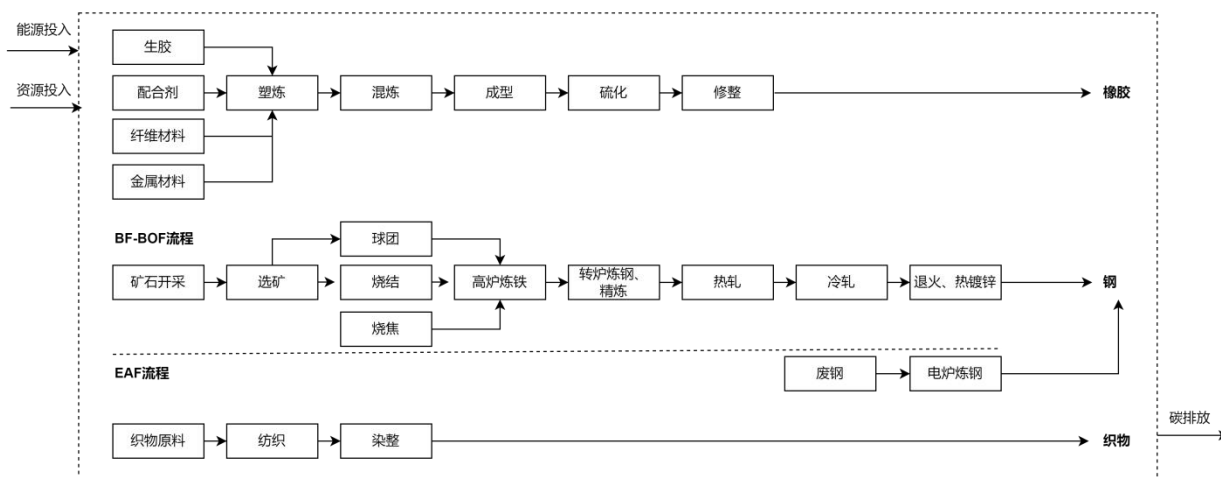 能源投入
资源投入
生胶
配合剂
塑炼
混炼
成型
硫化
修整
橡胶
纤维材料
金属材料
BF-BOF流程
球团
矿石开采
选矿
烧结
高炉炼铁
转炉炼钢、
精炼
热轧
冷轧
退火、热镀锌
钢
烧焦
EAF流程
废钢
电炉炼钢
碳排放
织物原料
纺织
染整
织物